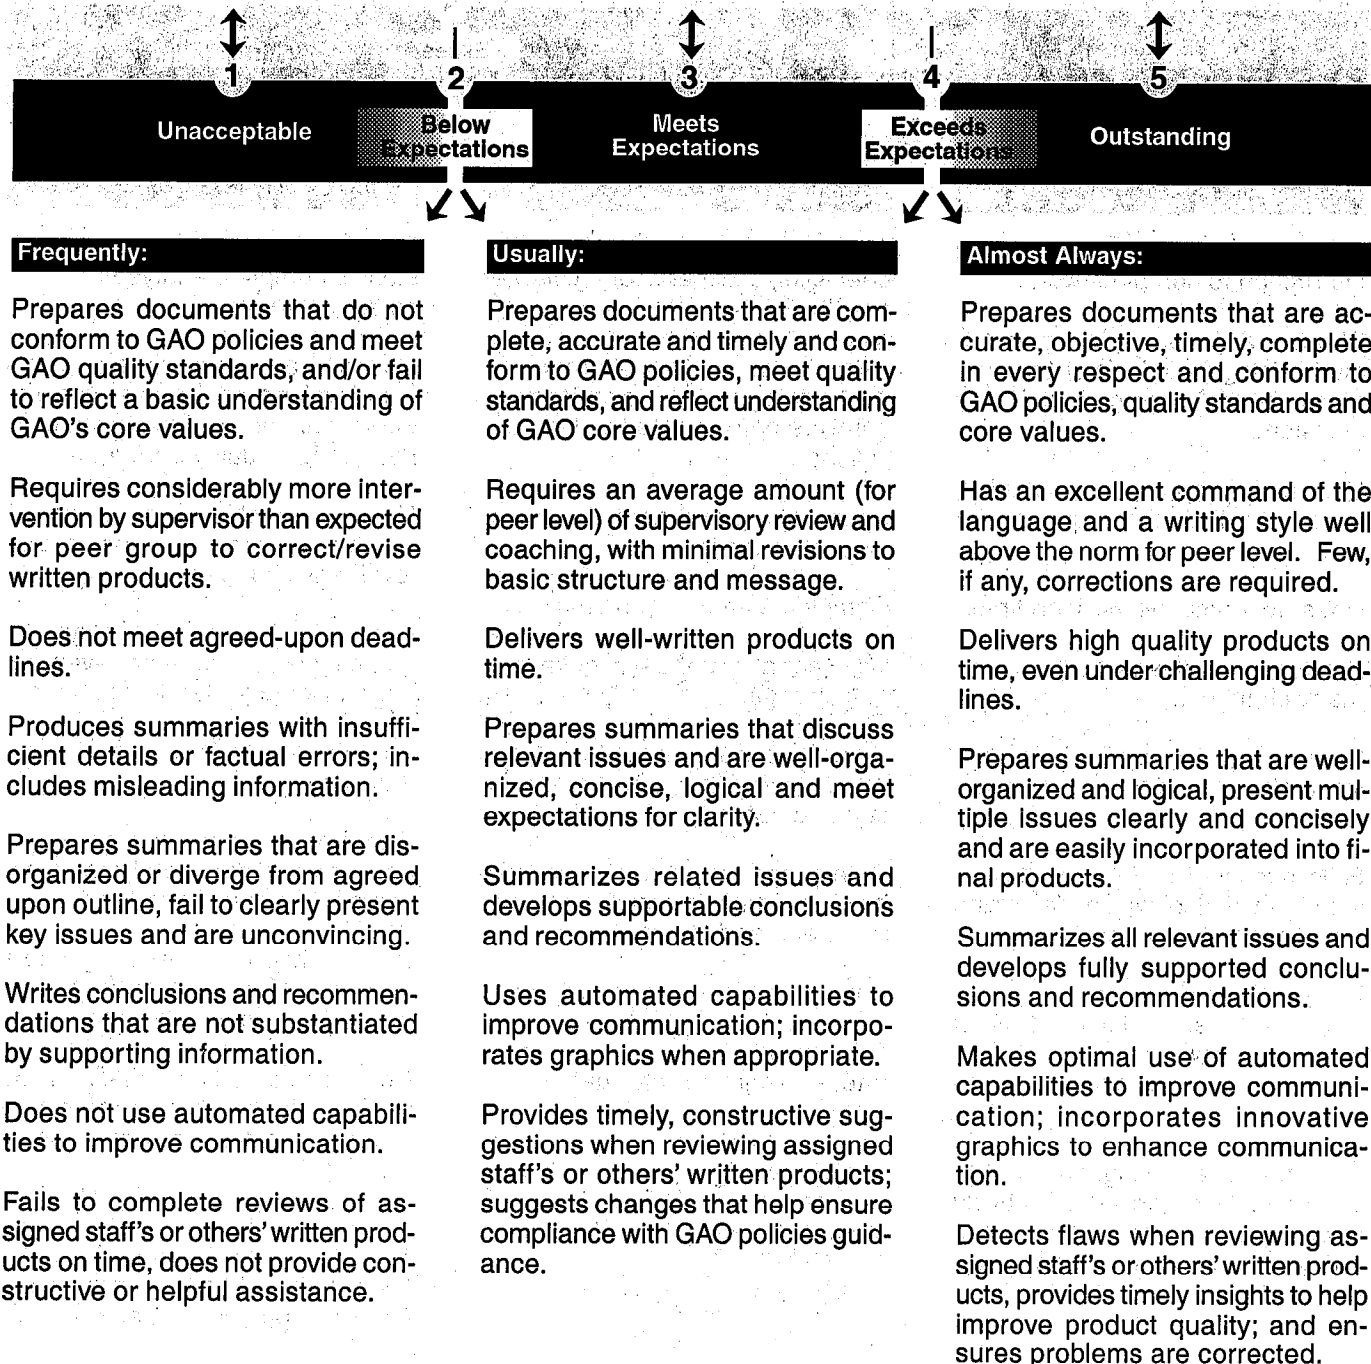 1
2
3
4
5
Unacceptable
Below
Expectations
Meets
Expectations
Exceeds
Expectations
Outstanding
Frequently:
Prepares documents that do not
conform to GAO policies and meet
GAO quality standards, and/or fail
to reflect a basic understanding of
GAO's core values.
Requires considerably more inter-
vention by supervisor than expected
for peer group to correct/revise
written products.
Does not meet agreed-upon dead-
lines.
Produces summaries with insuffi-
cient details or factual errors; in-
cludes misleading information.
Prepares summaries that are dis-
organized or diverge from agreed
upon outline, fail to clearly present
key issues and are unconvincing.
Writes conclusions and recommen-
dations that are not substantiated
by supporting information.
Does not use automated capabili-
ties to improve communication.
Fails to complete reviews of as-
signed staff's or others' written prod-
ucts on time, does not provide con-
structive or helpful assistance.
Usually:
Prepares documents that are com-
plete, accurate and timely and con-
form to GAO policies, meet quality
standards, and reflect understanding
of GAO core values.
Requires an average amount (for
peer level) of supervisory review and
coaching, with minimal revisions to
basic structure and message.
Delivers well-written products on
time.
Prepares summaries that discuss
relevant issues and are well-orga-
nized, concise, logical and meet
expectations for clarity.
Summarizes related issues and
develops supportable conclusions
and recommendations.
Uses automated capabilities to
improve communication; incorpo-
rates graphics when appropriate.
Provides timely, constructive sug-
gestions when reviewing assigned
staff's or others' written products;
suggests changes that help ensure
compliance with GAO policies guid-
ance.
Almost Always:
Prepares documents that are ac-
curate, objective, timely, complete
in every respect and conform to
GAO policies, quality standards and
core values.
Has an excellent command of the
language and a writing style well
above the norm for peer level. Few,
if any, corrections are required.
Delivers high quality products on
time, even under challenging dead-
lines.
Prepares summaries that are well-
organized and logical, present mul-
tiple issues clearly and concisely
and are easily incorporated into fi-
nal products.
Summarizes all relevant issues and
develops fully supported conclu-
sions and recommendations.
Makes optimal use of automated
capabilities to improve communi-
cation; incorporates innovative
graphics to enhance communica-
tion.
Detects flaws when reviewing as-
signed staff's or others' written prod-
ucts, provides timely insights to help
improve product quality; and en-
sures problems are corrected.